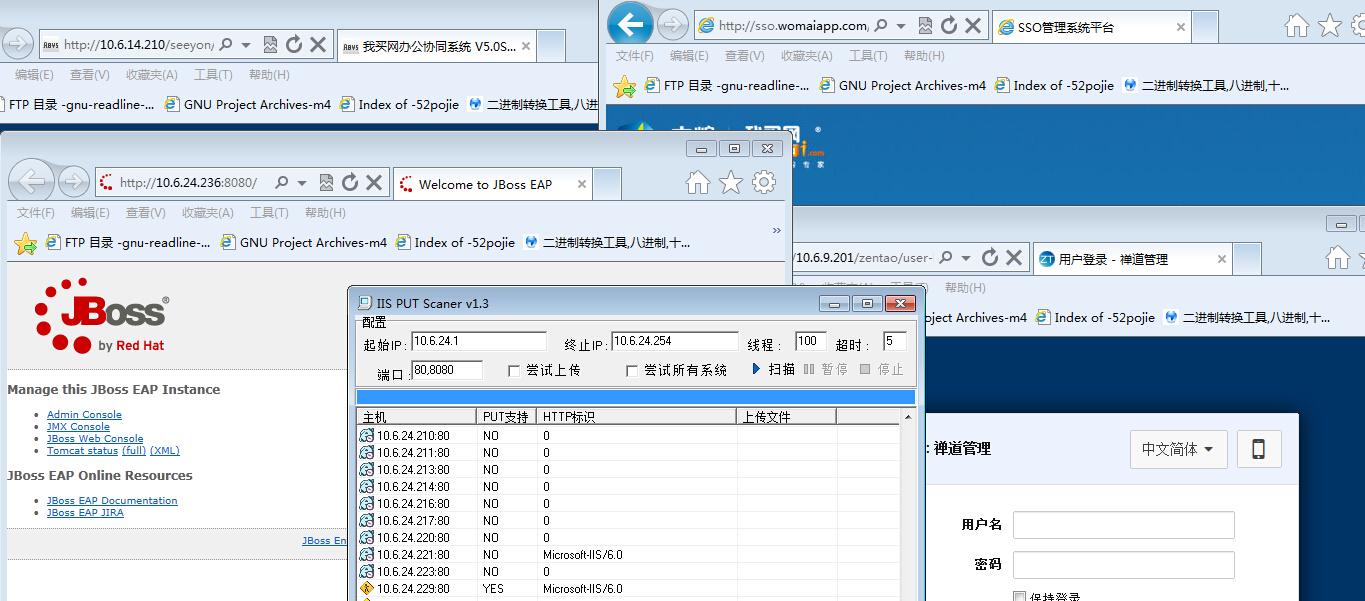 http://10.6.14.210/seeyon/
我买网办公协同系统 V5.0S...
编辑(E) 查看(V) 收藏夹(A) 工具(T) 帮助(H)
FTP 目录 -gnu-readline-... GNU Project Archives-m4 Index of -52pojie 二进制转换工具,八进
http://sso.womaiapp.com,
SSO管理系统平台
文件(F) 编辑(E) 查看(V) 收藏夹(A) 工具(T) 帮助(H)
FTP 目录 -gnu-readline-... GNU Project Archives-m4 Index of -52pojie 二进制转换工具,八进制,十...
http://10.6.24.236:8080/
Welcome to JBoss EAP
文件(F) 编辑(E) 查看(V) 收藏夹(A) 工具(T) 帮助(H)
FTP 目录 -gnu-readline-... GNU Project Archives-m4 Index of -52pojie 二进制转换工具,八进制,十...
JBoss®
by Red Hat
Manage this JBoss EAP Instance
Admin Console
JMX Console
JBoss Web Console
Tomcat status (full) (XML)
JBoss EAP Online Resources
JBoss EAP Documentation
JBoss EAP JIRA
JBoss En
/10.6.9.201/zentao/user-
用户登录 - 禅道管理
帮助(H)
oject Archives-m4 Index of -52pojie 二进制转换工具,八进制,十...
: 禅道管理
中文简体
用户名
密码
保持登录
IIS PUT Scaner v1.3
配置
起始IP: 10.6.24.1 终止IP: 10.6.24.254 线程: 100 超时: 5
端口: 80,8080 尝试上传 尝试所有系统 扫描 暂停 停止
主机 PUT支持 HTTP标识 上传文件
10.6.24.210:80 NO 0
10.6.24.211:80 NO 0
10.6.24.213:80 NO 0
10.6.24.214:80 NO 0
10.6.24.216:80 NO 0
10.6.24.217:80 NO 0
10.6.24.220:80 NO 0
10.6.24.221:80 NO Microsoft-IIS/6.0
10.6.24.223:80 NO 0
10.6.24.229:80 YES Microsoft-IIS/6.0